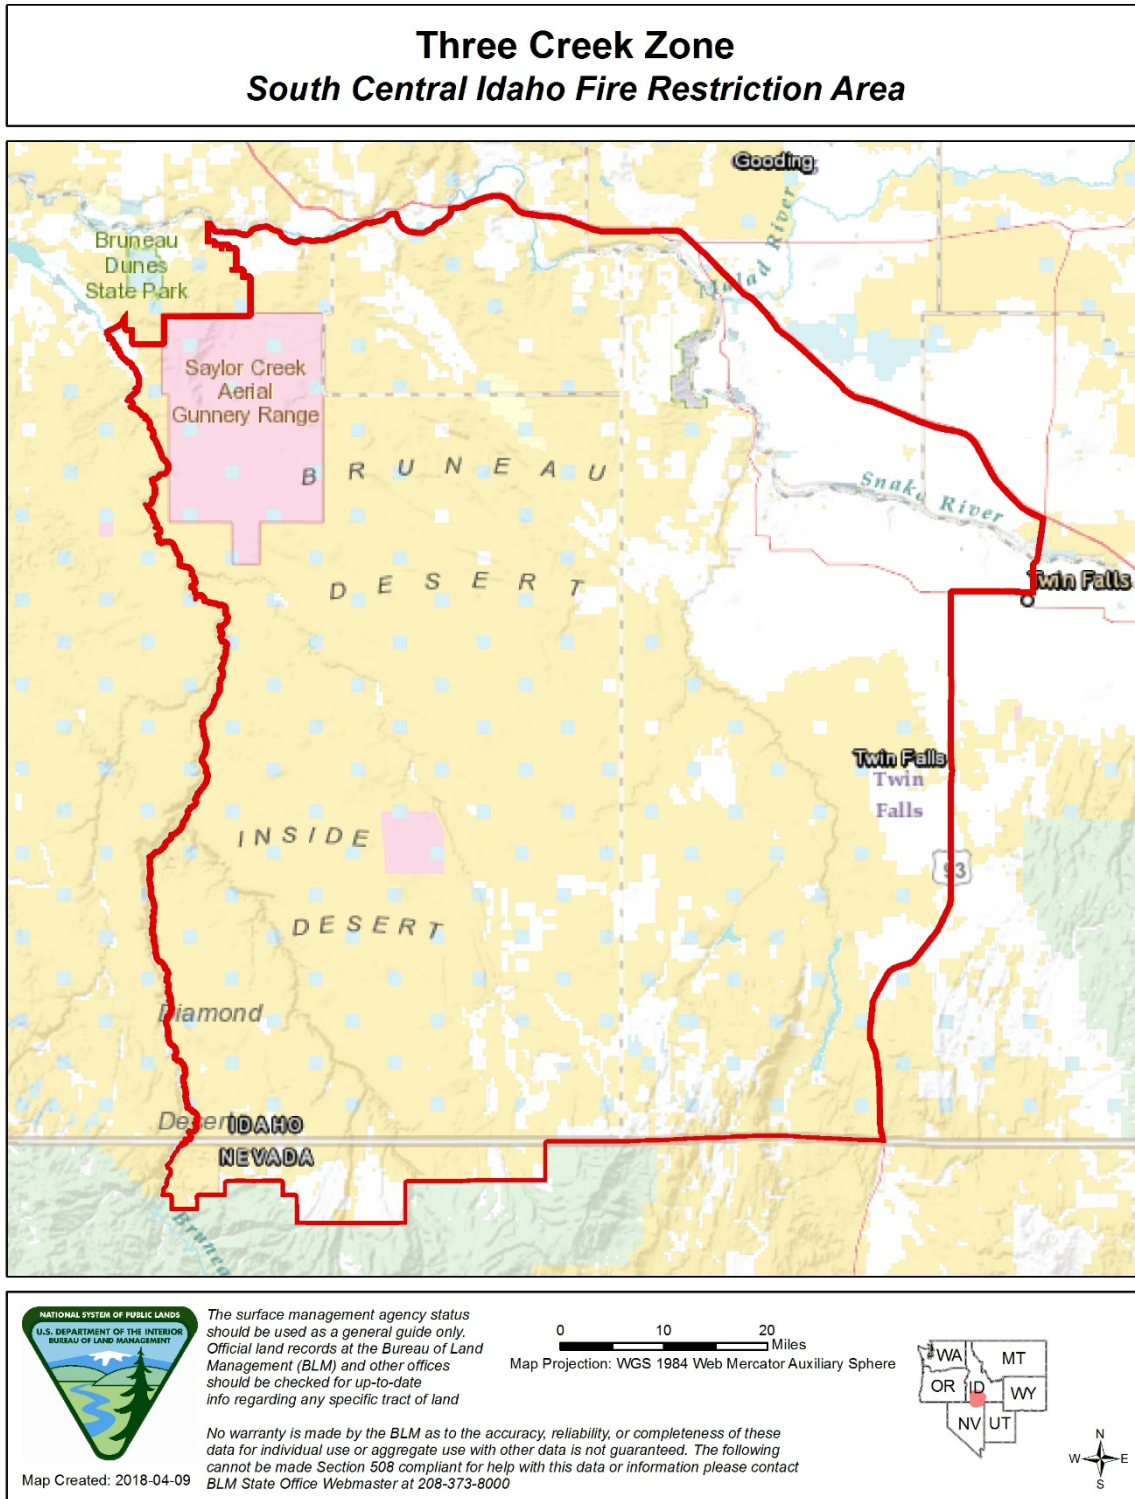 Three Creek Zone
South Central Idaho Fire Restriction Area
Gooding
Malad River
Bruneau
Dunes
State Park
Saylor Creek
Aerial
Gunnery Range
BRUNEAU
Snake River
DESERT
Twin Falls
Twin Falls
Twin
Falls
INSIDE
93
DESERT
Diamond
Desert
IDAHO
NEVADA
Brunea
NATIONAL SYSTEM OF PUBLIC LANDS
U.S. DEPARTMENT OF THE INTERIOR
BUREAU OF LAND MANAGEMENT
Map Created: 2018-04-09
The surface management agency status
should be used as a general guide only.
Official land records at the Bureau of Land
Management (BLM) and other offices
should be checked for up-to-date
info regarding any specific tract of land
No warranty is made by the BLM as to the accuracy, reliability, or completeness of these
data for individual use or aggregate use with other data is not guaranteed. The following
cannot be made Section 508 compliant for help with this data or information please contact
BLM State Office Webmaster at 208-373-8000
0 10 20
Miles
Map Projection: WGS 1984 Web Mercator Auxiliary Sphere
WA MT
OR ID WY
NV UT
N
W E
S